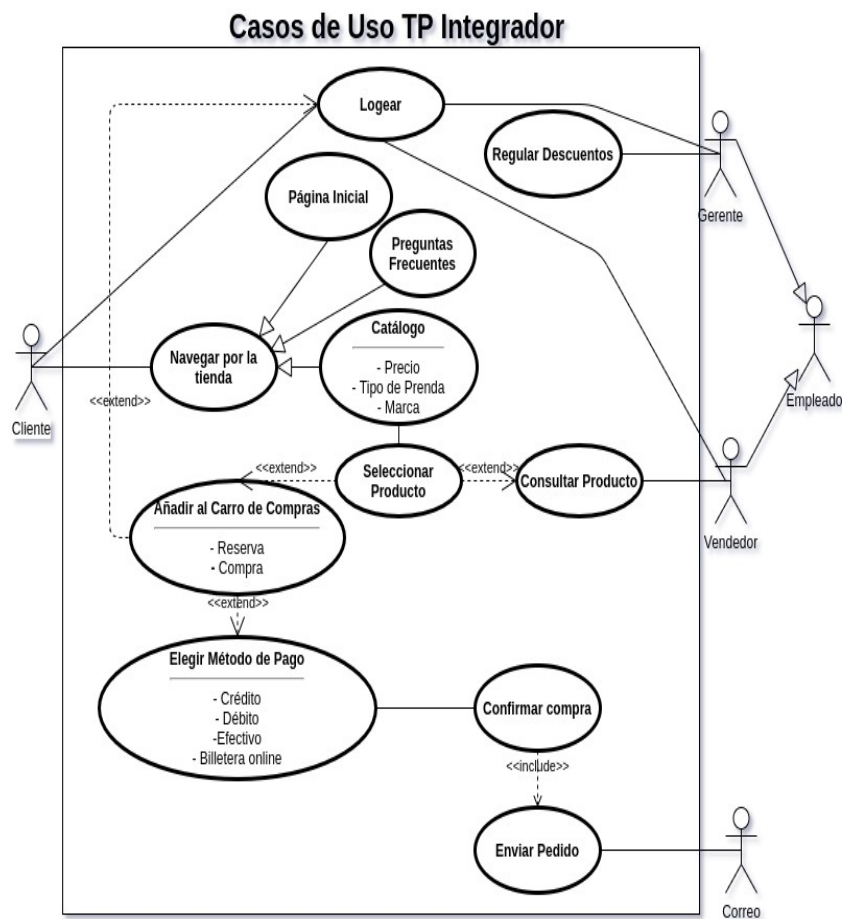 Casos de Uso TP Integrador
Logear
Regular Descuentos
Gerente
Página Inicial
Preguntas
Frecuentes
Catálogo
- Precio
- Tipo de Prenda
- Marca
Navegar por la
tienda
Cliente
<<extend>>
Empleado
<<extend>>
Seleccionar
Producto
<<extend>>
Consultar Producto
Vendedor
Añadir al Carro de Compras
- Reserva
- Compra
<<extend>>
Elegir Método de Pago
- Crédito
- Débito
-Efectivo
- Billetera online
Confirmar compra
<<include>>
Enviar Pedido
Correo